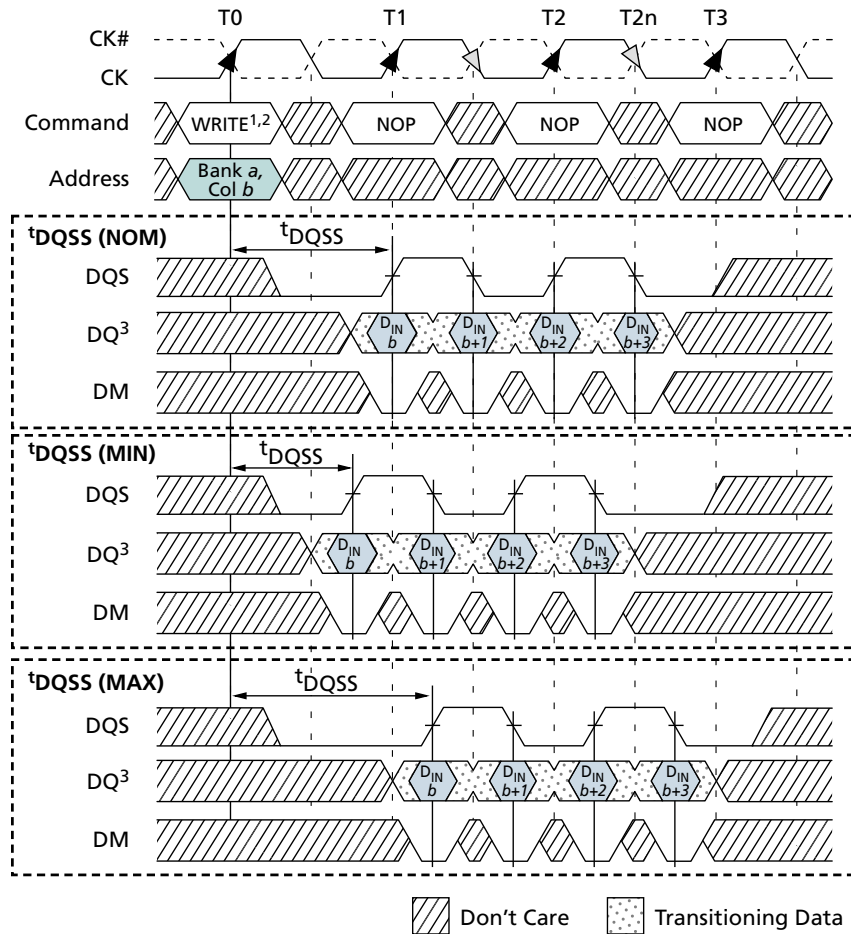 T0 T1 T2 T2n T3
CK#
CK
Command WRITE1,2 NOP NOP NOP
Address Bank a,
Col b
tDQSS (NOM) tDQSS
DQS
DQ3 DIN b DIN b+1 DIN b+2 DIN b+3
DM
tDQSS (MIN) tDQSS
DQS
DQ3 DIN b DIN b+1 DIN b+2 DIN b+3
DM
tDQSS (MAX) tDQSS
DQS
DQ3 DIN b DIN b+1 DIN b+2 DIN b+3
DM
Don't Care Transitioning Data